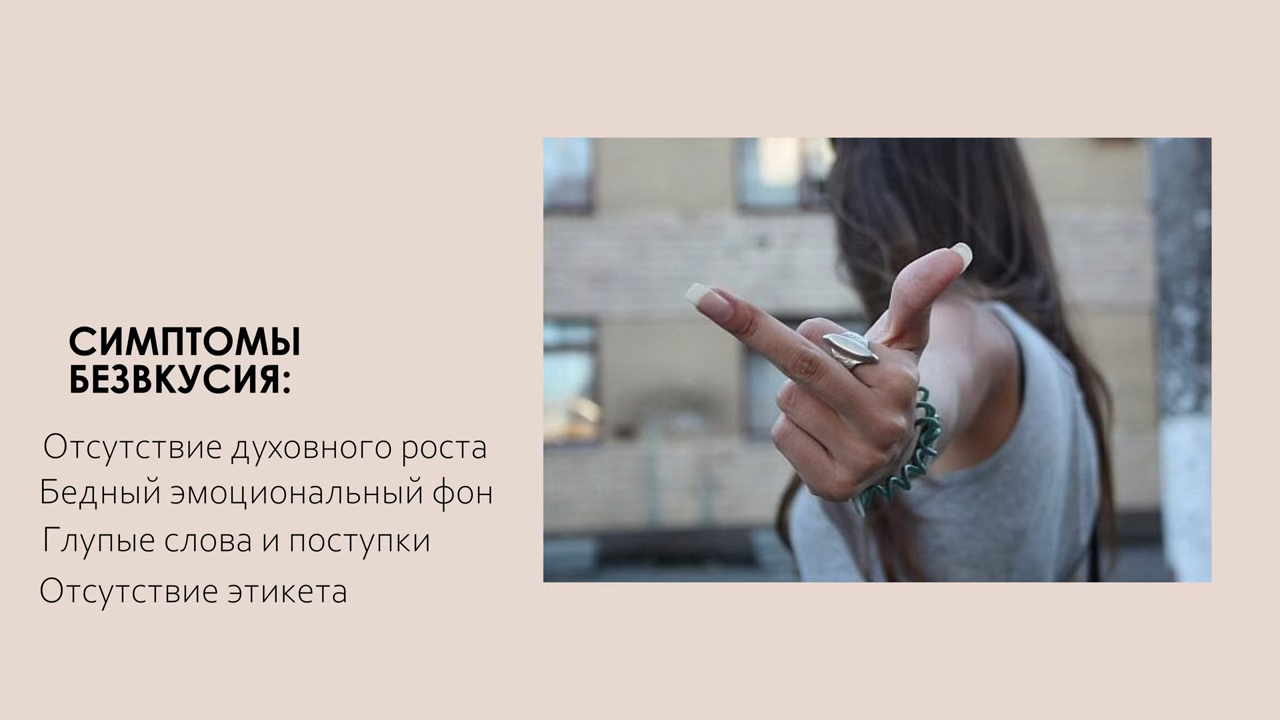 СИМПТОМЫ
БЕЗВКУСИЯ:
Отсутствие духовного роста
Бедный эмоциональный фон
Глупые слова и поступки
Отсутствие этикета